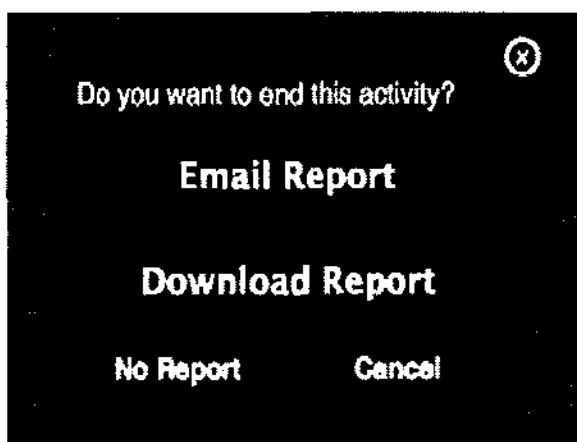 Do you want to end this activity?
Email Report
Download Report
No Report Cancel